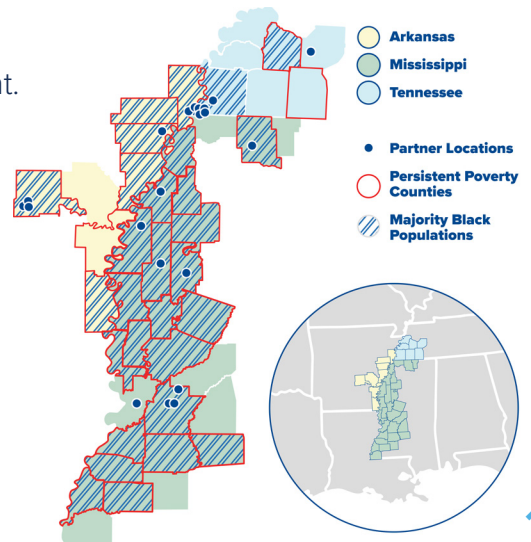 nt.
Arkansas
Mississippi
Tennessee
Partner Locations
Persistent Poverty
Counties
Majority Black
Populations